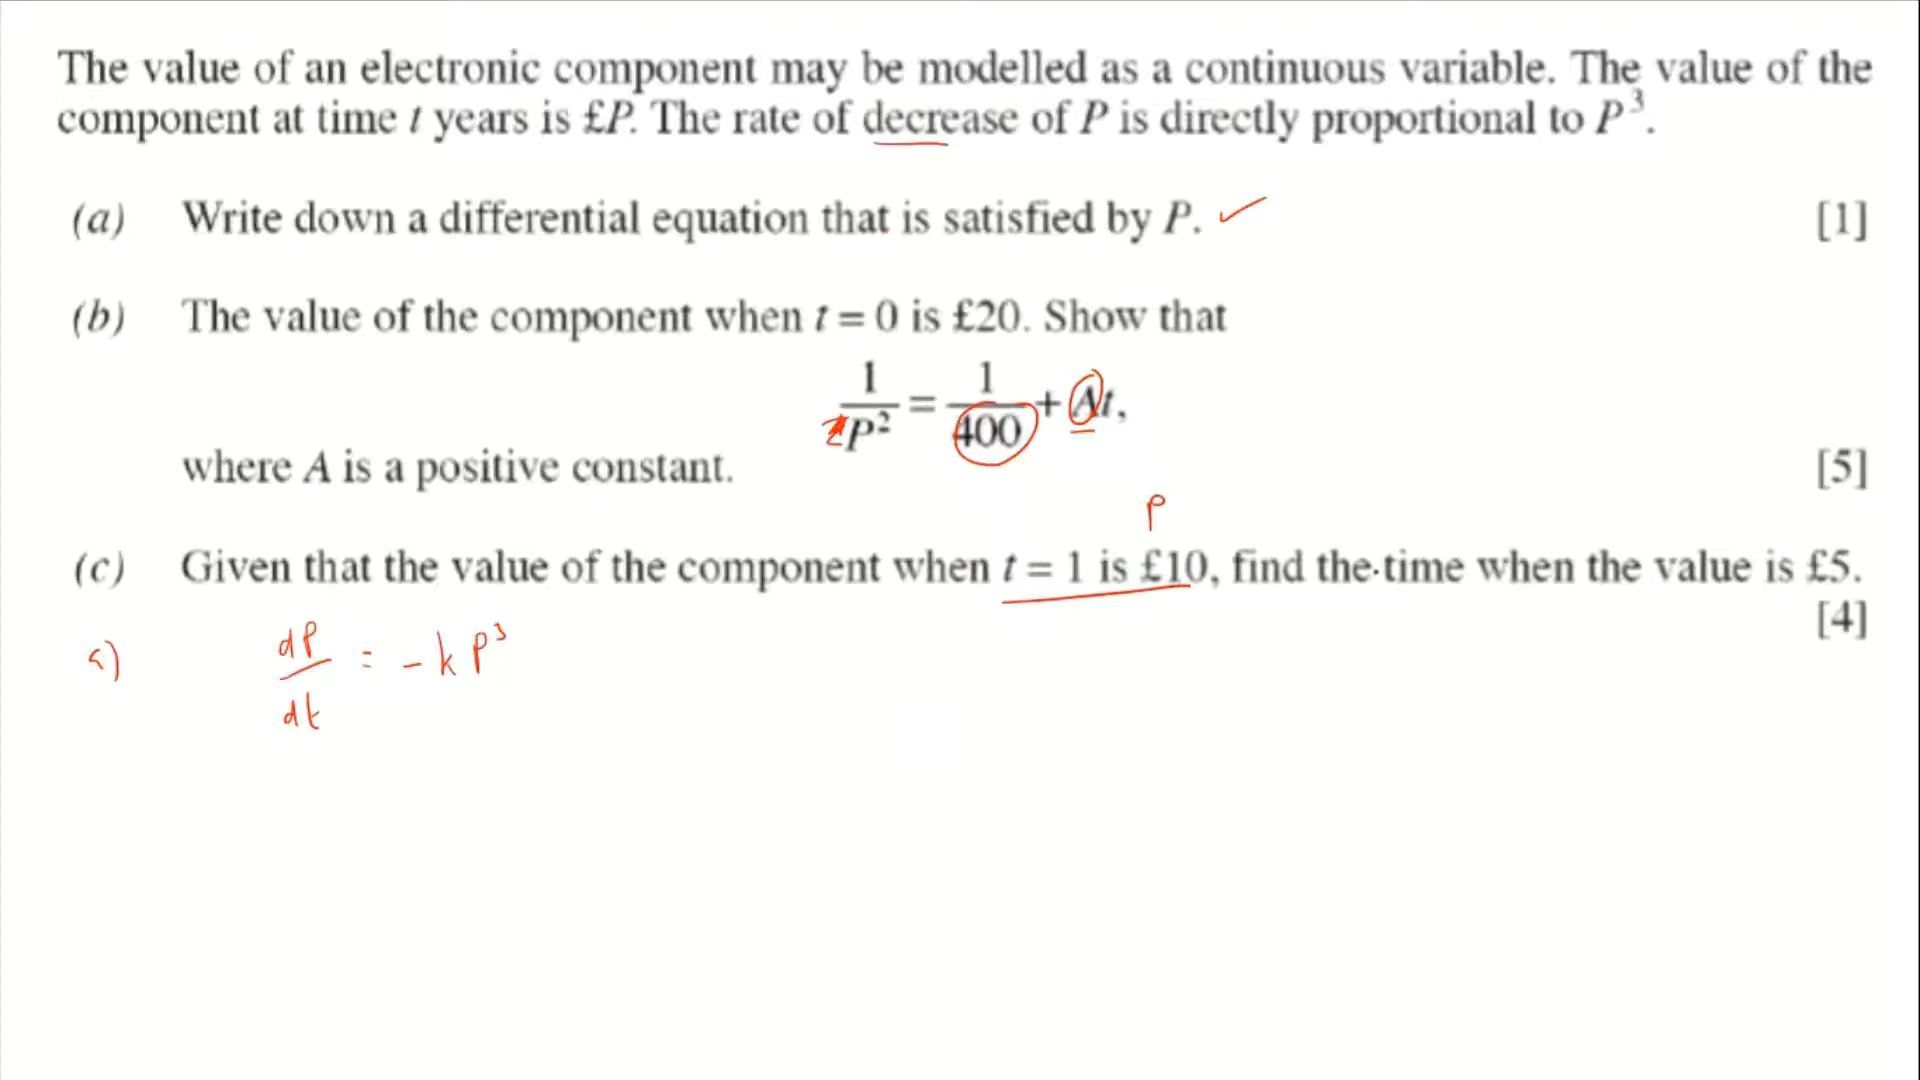 The value of an electronic component may be modelled as a continuous variable. The value of the
component at time t years is £P. The rate of decrease of P is directly proportional to P³.
(a) Write down a differential equation that is satisfied by P. ✓ [1]
(b) The value of the component when t = 0 is £20. Show that
1/P² = 1/400 + At,
where A is a positive constant. [5]
P
(c) Given that the value of the component when t = 1 is £10, find the time when the value is £5.
[4]
a) dP/dt = -kP³